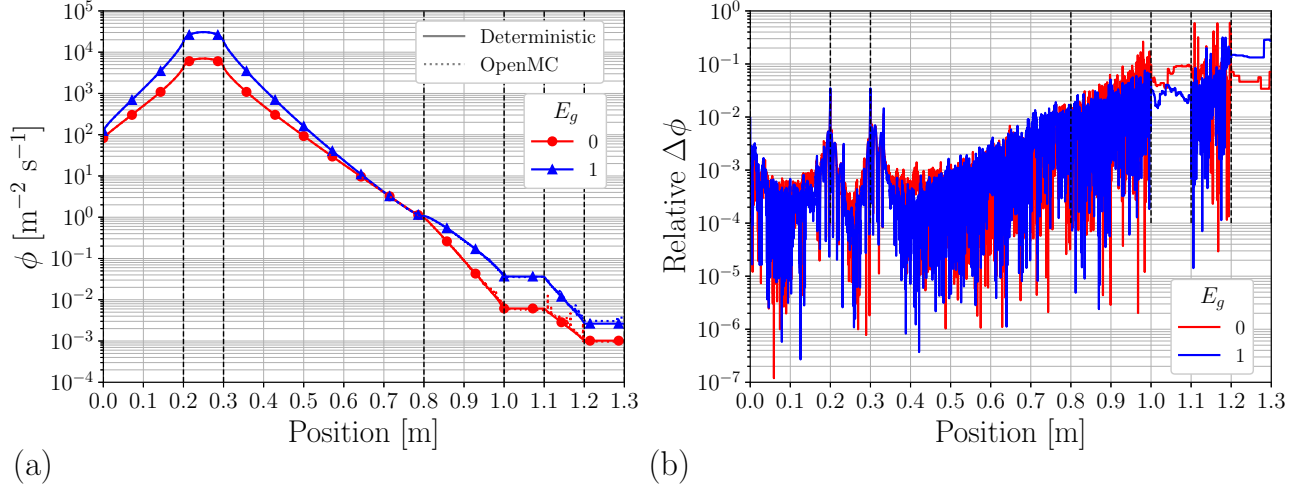 10^5
10^4
10^3
10^2
10^1
10^0
10^{-1}
10^{-2}
10^{-3}
10^{-4}
ϕ [m^{-2} s^{-1}]
Deterministic
OpenMC
E_g
0
1
0.0 0.1 0.2 0.3 0.4 0.5 0.6 0.7 0.8 0.9 1.0 1.1 1.2 1.3
Position [m]
(a)
10^0
10^{-1}
10^{-2}
10^{-3}
10^{-4}
10^{-5}
10^{-6}
10^{-7}
Relative Δϕ
E_g
0
1
0.0 0.1 0.2 0.3 0.4 0.5 0.6 0.7 0.8 0.9 1.0 1.1 1.2 1.3
Position [m]
(b)